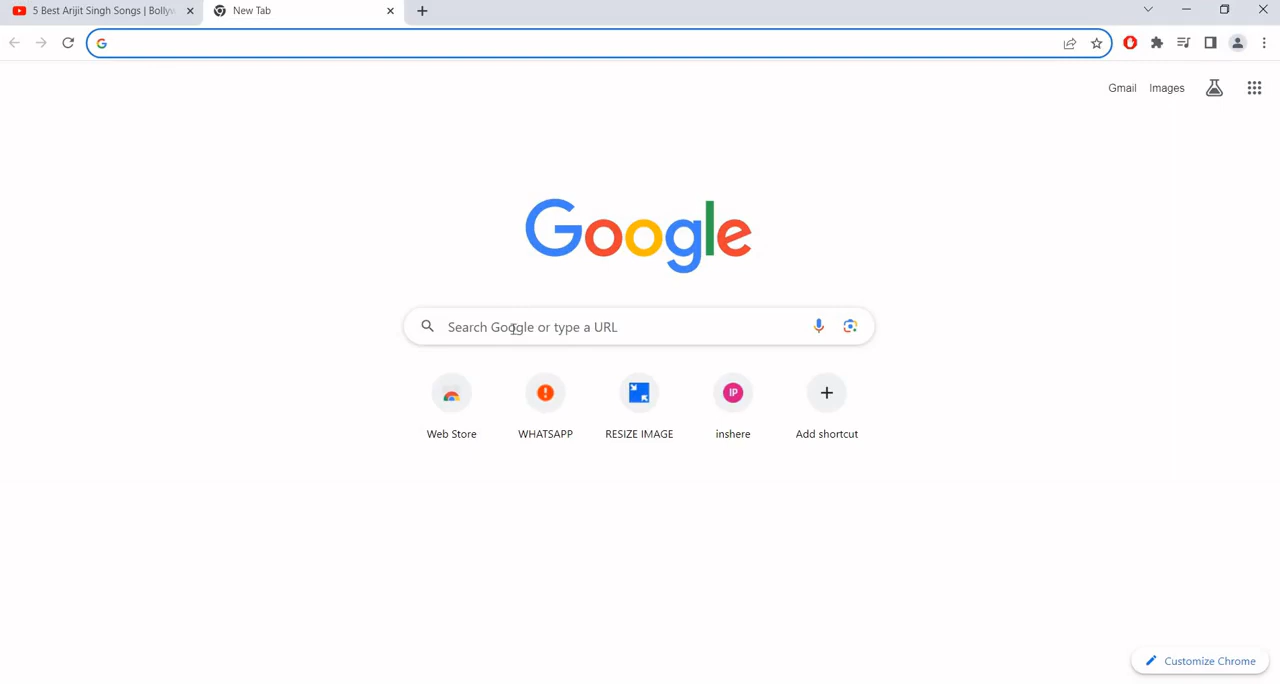 5 Best Arijit Singh Songs | Bollyw
New Tab
Gmail
Images
Google
Search Google or type a URL
IP
Web Store
WHATSAPP
RESIZE IMAGE
inshere
Add shortcut
Customize Chrome